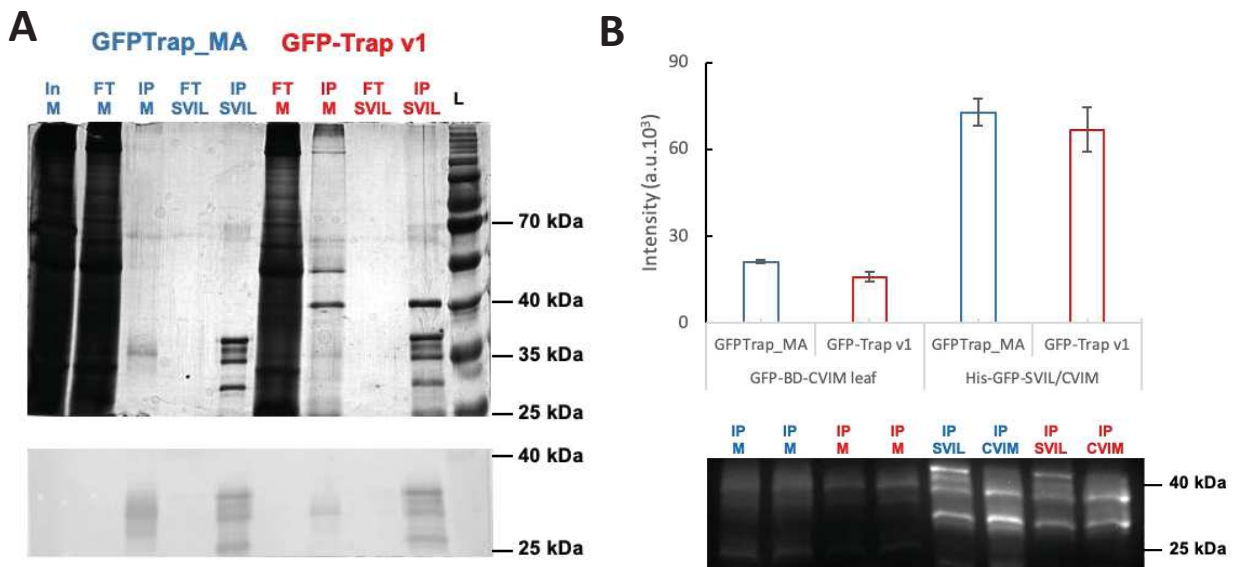 A
GFPTrap_MA GFP-Trap v1
In FT IP FT IP FT IP FT IP L
M M M SVIL SVIL M M SVIL SVIL
70 kDa
40 kDa
35 kDa
25 kDa
40 kDa
25 kDa
B
Intensity (a.u.10³)
90
60
30
0
GFPTrap_MA GFP-Trap v1 GFPTrap_MA GFP-Trap v1
GFP-BD-CVIM leaf His-GFP-SVIL/CVIM
IP IP IP IP IP IP IP IP
M M M M SVIL CVIM SVIL CVIM
40 kDa
25 kDa